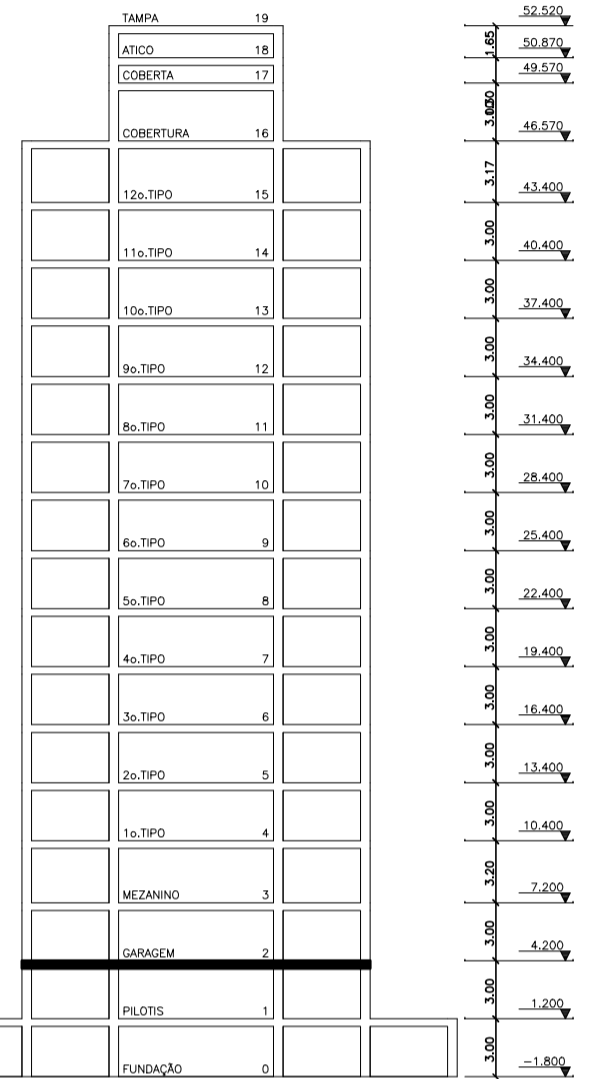 TAMPA 19 52.520
1.65
ATICO 18 50.870
COBERTA 17 49.570
COBERTURA 16 46.570
3.17
12o.TIPO 15 43.400
3.00
11o.TIPO 14 40.400
3.00
10o.TIPO 13 37.400
3.00
9o.TIPO 12 34.400
3.00
8o.TIPO 11 31.400
3.00
7o.TIPO 10 28.400
3.00
6o.TIPO 9 25.400
3.00
5o.TIPO 8 22.400
3.00
4o.TIPO 7 19.400
3.00
3o.TIPO 6 16.400
3.00
2o.TIPO 5 13.400
3.00
1o.TIPO 4 10.400
3.20
MEZANINO 3 7.200
3.00
GARAGEM 2 4.200
3.00
PILOTIS 1 1.200
3.00
FUNDAÇÃO 0 −1.800